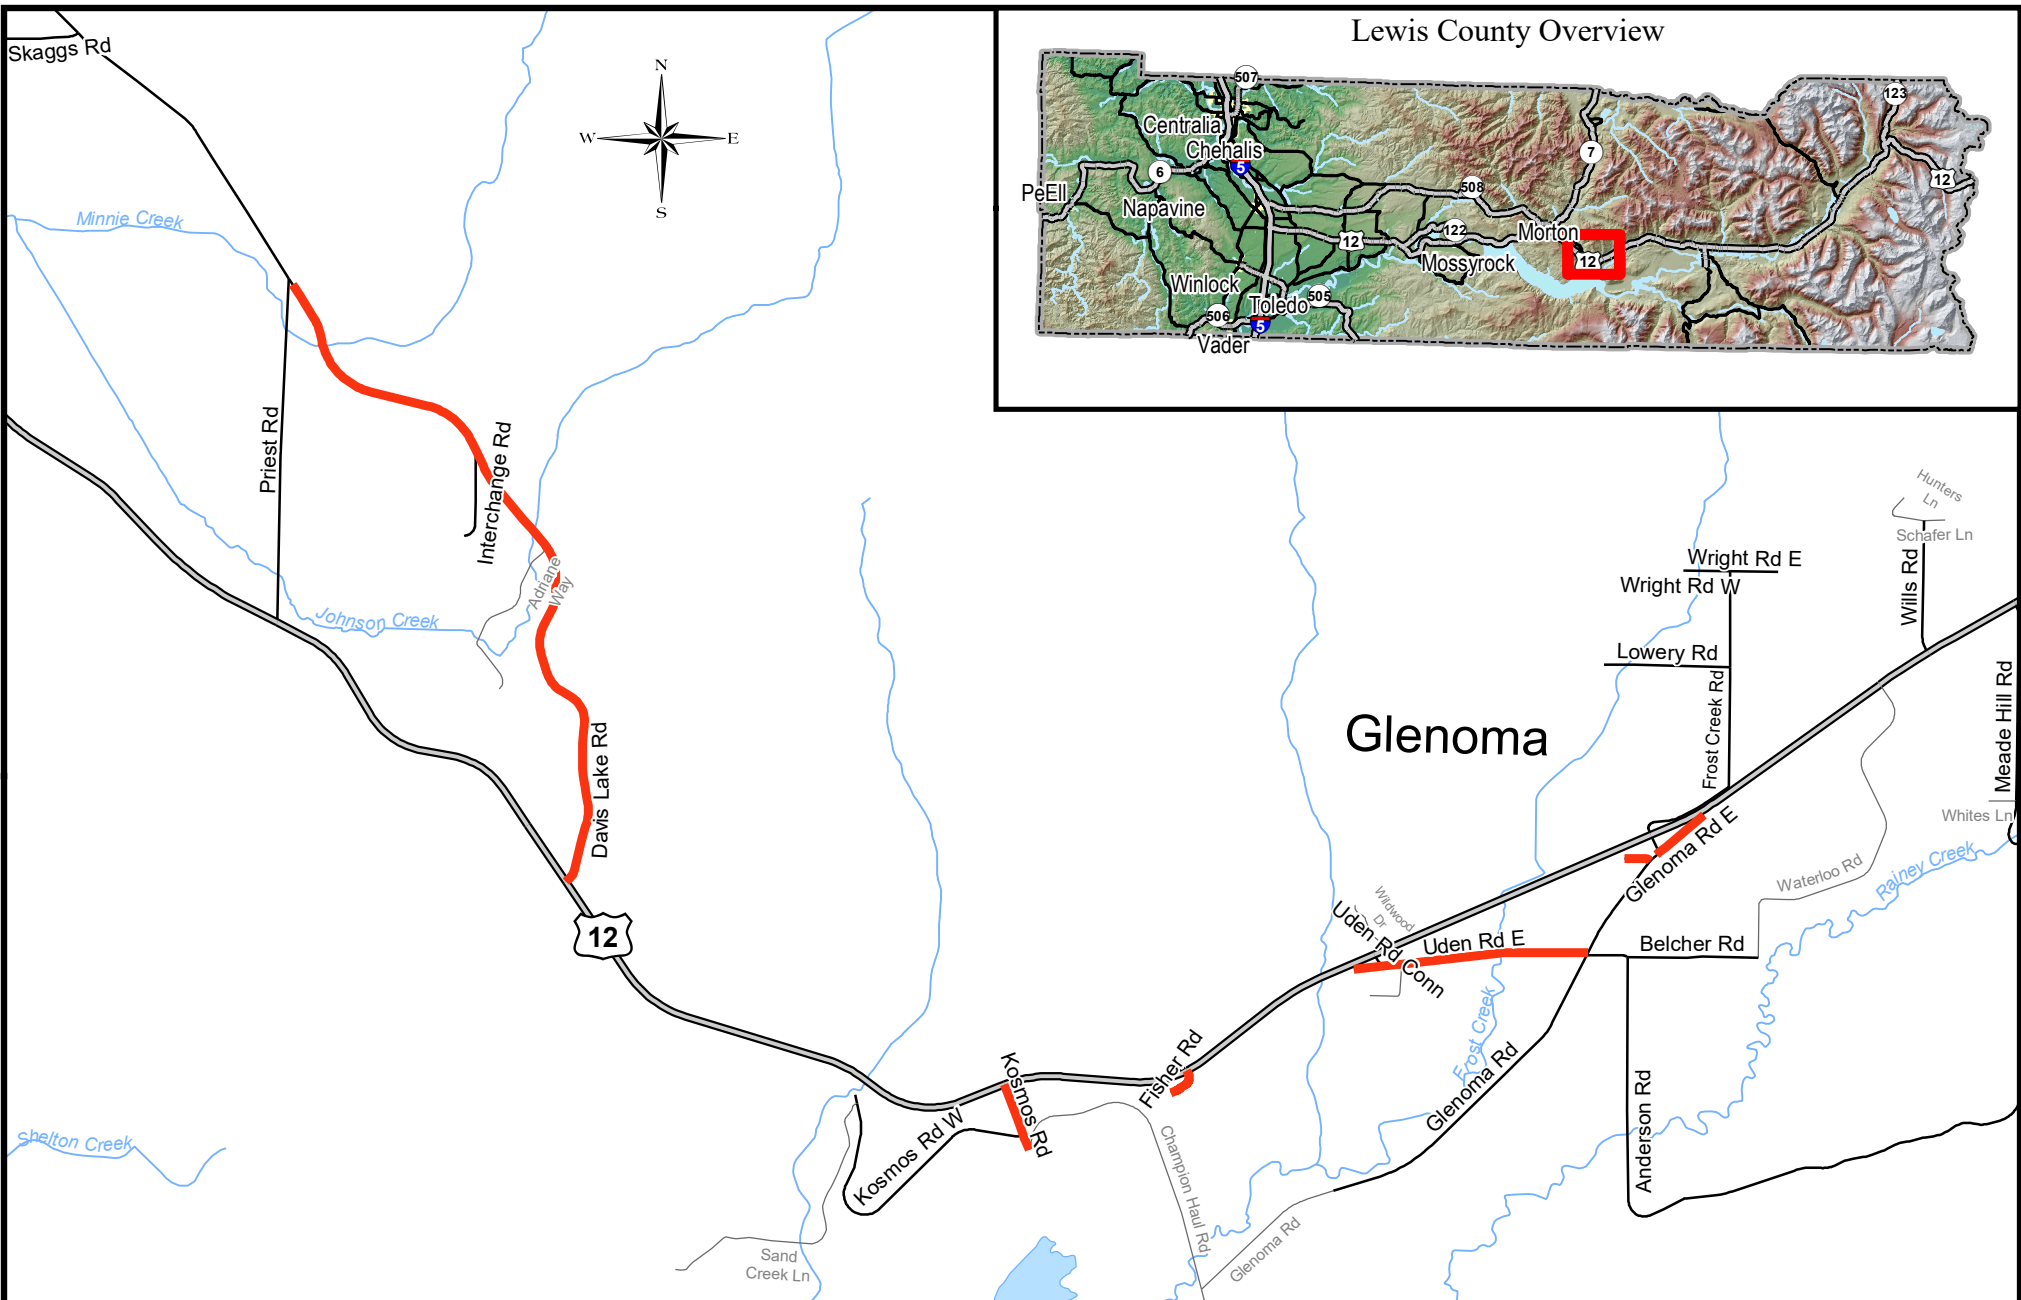 Lewis County Overview
507
123
Centralia
Chehalis
5
7
6
12
PeEll
508
Napavine
122
Morton
12
12
Mossyrock
Winlock
Toledo
505
506
5
Vader
Skaggs Rd
N
W
E
S
Minnie Creek
Priest Rd
Interchange Rd
Adriane
Way
Johnson Creek
Davis Lake Rd
12
Hunters
Ln
Schafer Ln
Wright Rd E
Wright Rd W
Wills Rd
Lowery Rd
Frost Creek Rd
Meade Hill Rd
Glenoma
Whites Ln
Glenoma Rd E
Waterloo Rd
Rainey Creek
Wildwood
Dr
Uden Rd Conn
Uden Rd E
Belcher Rd
Frost Creek
Glenoma Rd
Anderson Rd
Fisher Rd
Kosmos Rd
Kosmos Rd W
Champion Haul Rd
Glenoma Rd
Shelton Creek
Sand
Creek Ln